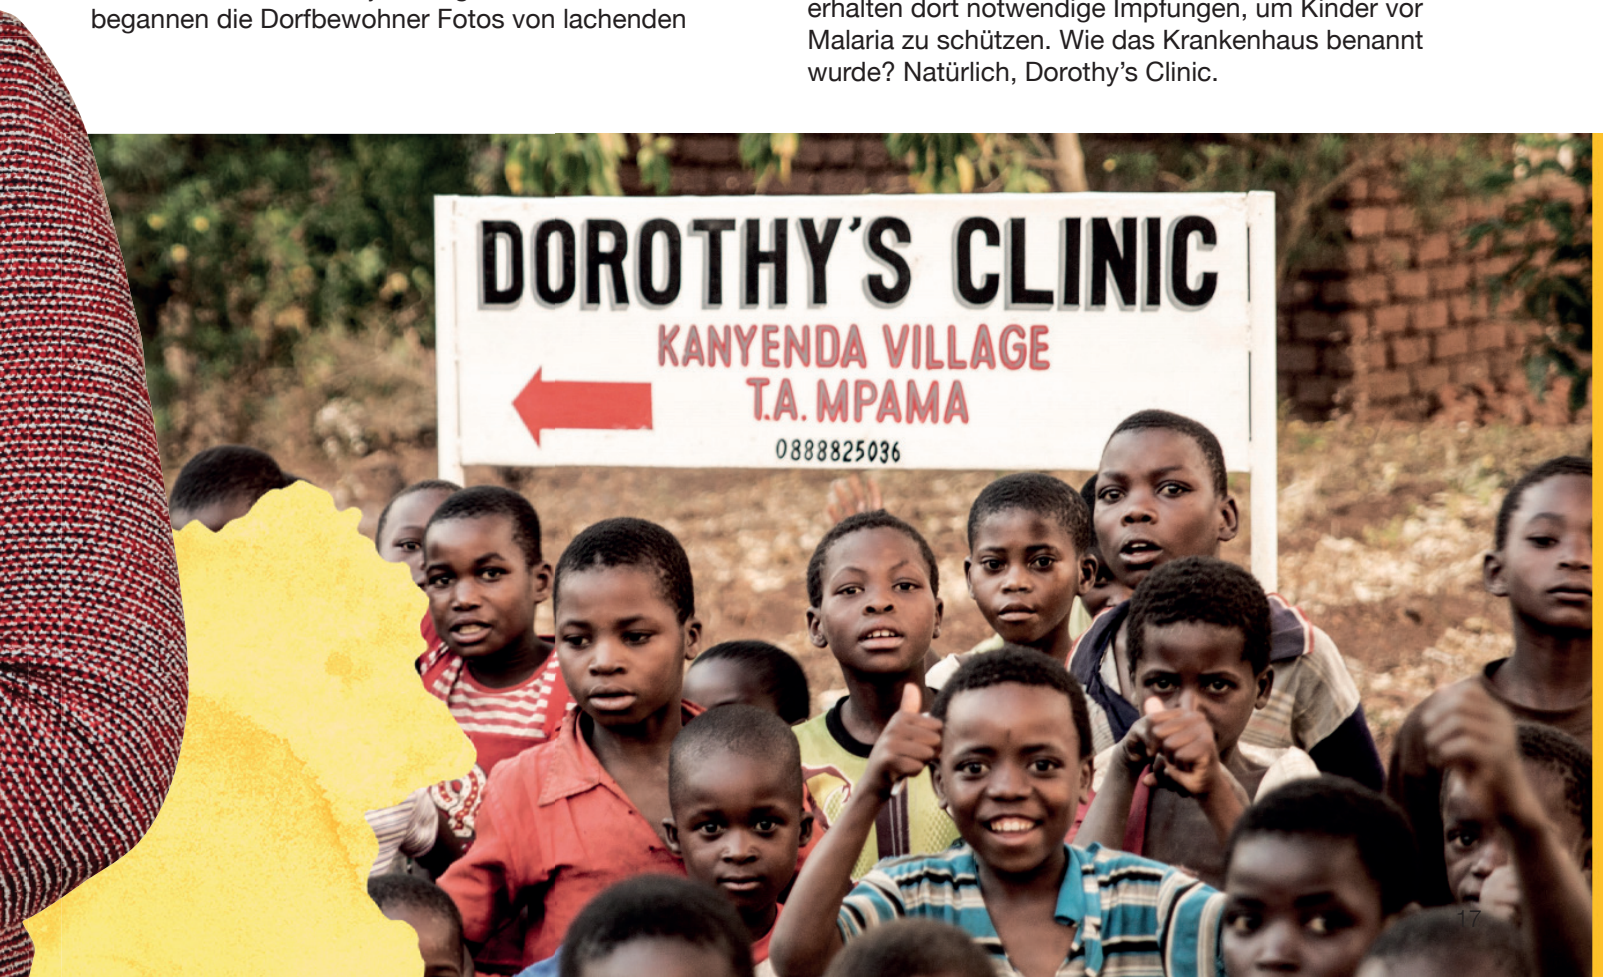 begannen die Dorfbewohner Fotos von lachenden
erhalten dort notwendige Impfungen, um Kinder vor
Malaria zu schützen. Wie das Krankenhaus benannt
wurde? Natürlich, Dorothy’s Clinic.
DOROTHY’S CLINIC
KANYENDA VILLAGE
T.A. MPAMA
0888825036
17